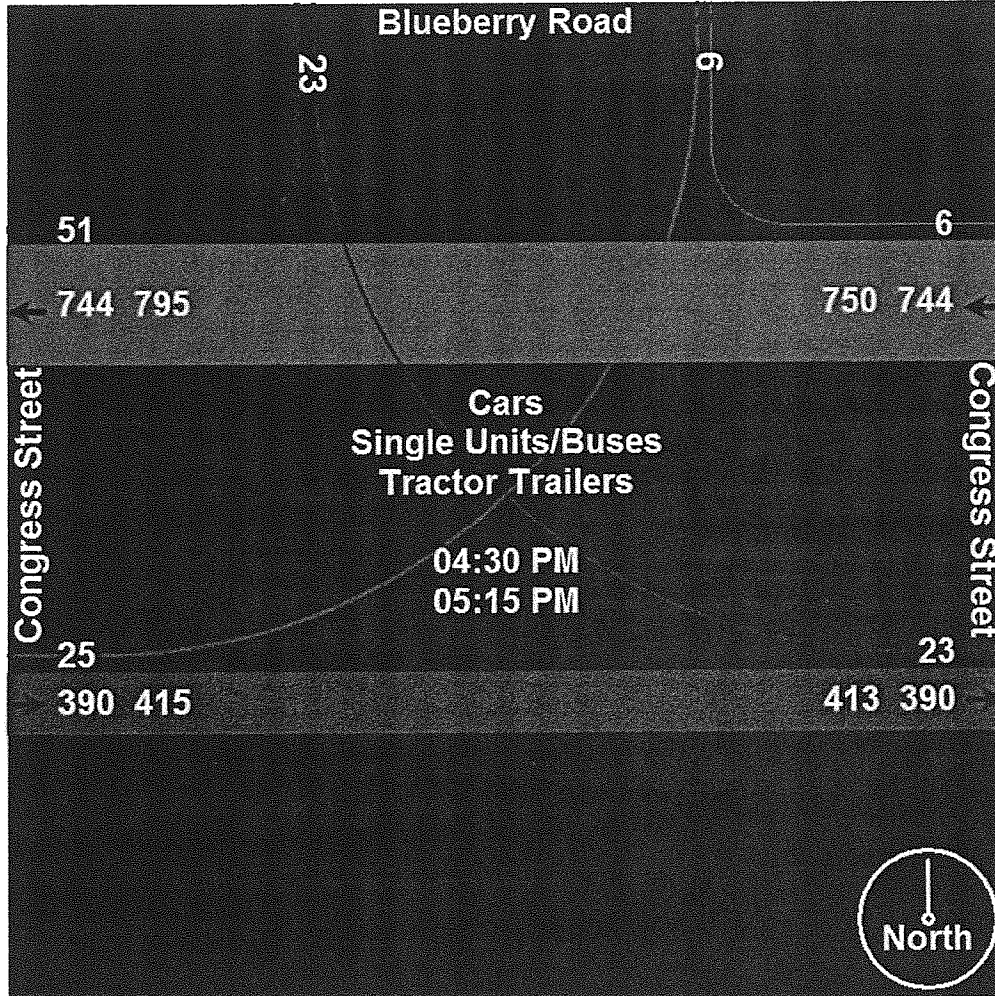 Blueberry Road
23
6
51
6
744 795
750 744
Congress Street
Congress Street
Cars
Single Units/Buses
Tractor Trailers
04:30 PM
05:15 PM
25
23
390 415
413 390
North